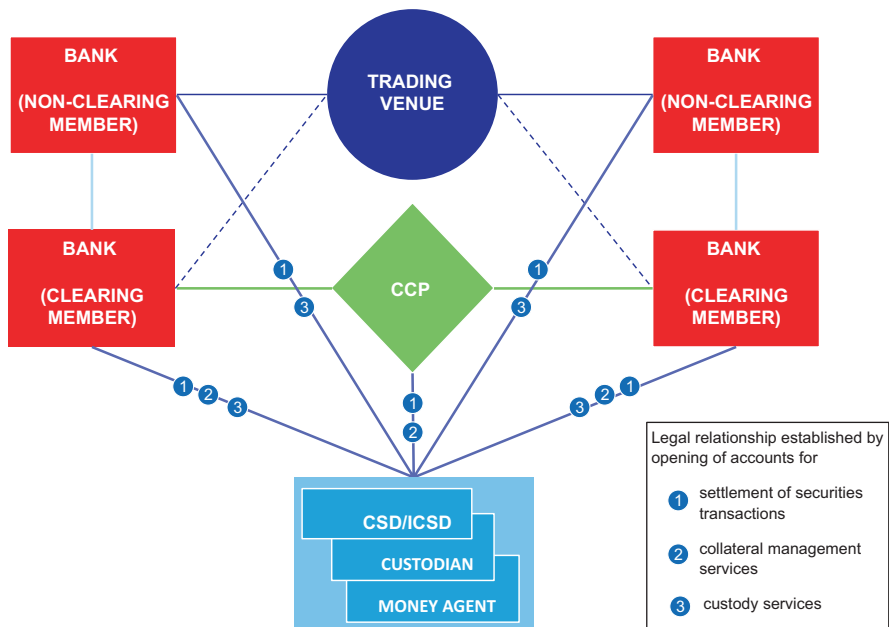 BANK
(NON-CLEARING
MEMBER)
TRADING
VENUE
BANK
(NON-CLEARING
MEMBER)
BANK
(CLEARING
MEMBER)
CCP
BANK
(CLEARING
MEMBER)
1
3
1
3
1
2
3
1
2
3
2
1
CSD/ICSD
CUSTODIAN
MONEY AGENT
Legal relationship established by
opening of accounts for
1 settlement of securities
transactions
2 collateral management
services
3 custody services